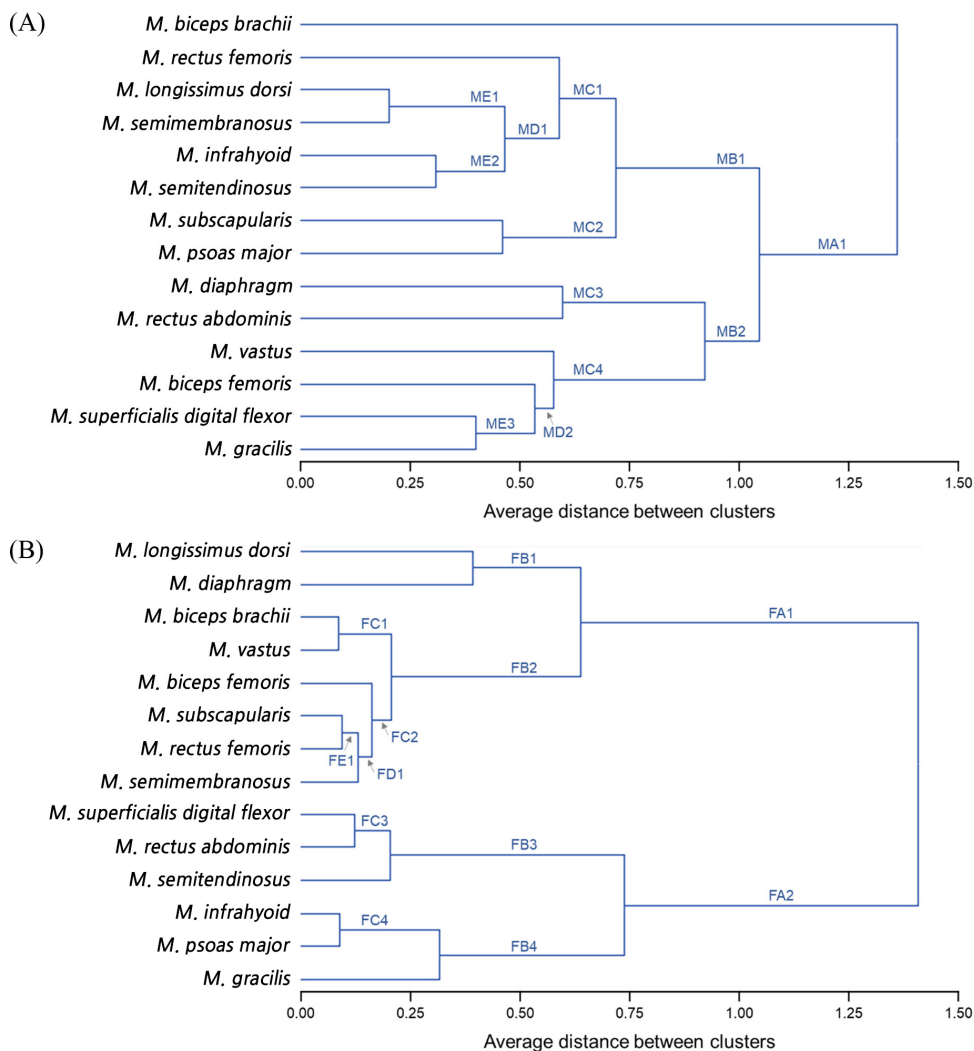 (A)
M. biceps brachii
M. rectus femoris
M. longissimus dorsi
M. semimembranosus
M. infrahyoid
M. semitendinosus
M. subscapularis
M. psoas major
M. diaphragm
M. rectus abdominis
M. vastus
M. biceps femoris
M. superficialis digital flexor
M. gracilis
ME1
ME2
MD1
MC1
MC2
MB1
MA1
MC3
MB2
MC4
ME3
MD2
0.00 0.25 0.50 0.75 1.00 1.25 1.50
Average distance between clusters
(B)
M. longissimus dorsi
M. diaphragm
M. biceps brachii
M. vastus
M. biceps femoris
M. subscapularis
M. rectus femoris
M. semimembranosus
M. superficialis digital flexor
M. rectus abdominis
M. semitendinosus
M. infrahyoid
M. psoas major
M. gracilis
FB1
FA1
FC1
FB2
FC2
FE1
FD1
FC3
FB3
FA2
FC4
FB4
0.00 0.25 0.50 0.75 1.00 1.25 1.50
Average distance between clusters